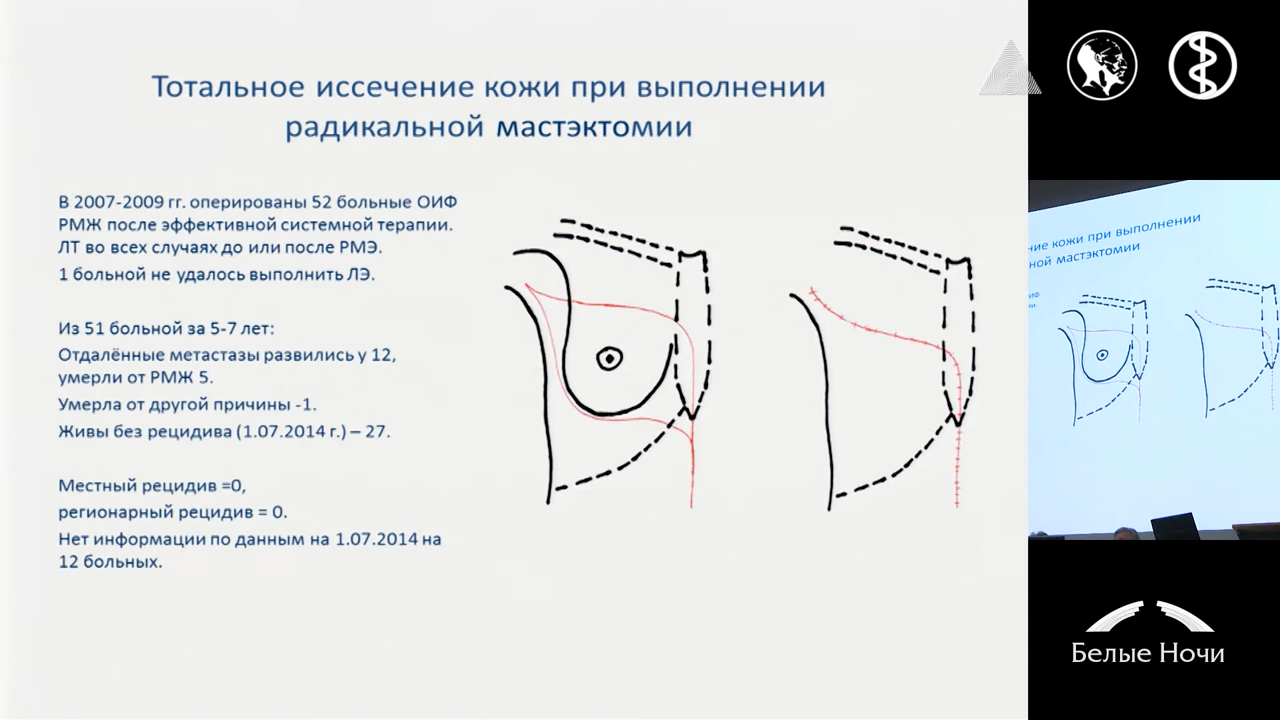 Тотальное иссечение кожи при выполнении
радикальной мастэктомии
В 2007-2009 гг. оперированы 52 больные ОИФ
РМЖ после эффективной системной терапии.
ЛТ во всех случаях до или после РМЭ.
1 больной не удалось выполнить ЛЭ.
Из 51 больной за 5-7 лет:
Отдалённые метастазы развились у 12,
умерли от РМЖ 5.
Умерла от другой причины -1.
Живы без рецидива (1.07.2014 г.) – 27.
Местный рецидив =0,
регионарный рецидив = 0.
Нет информации по данным на 1.07.2014 на
12 больных.
ние кожи при выполнении
ной мастэктомии
Белые Ночи